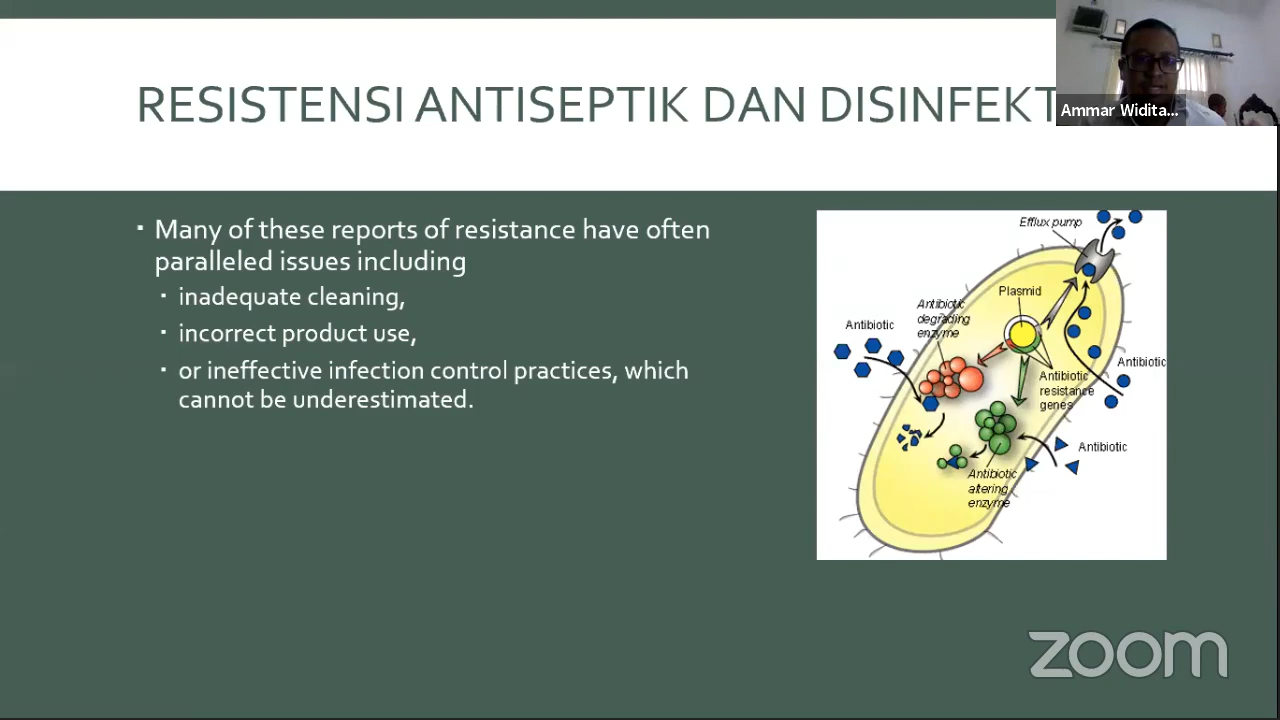 RESISTENSI ANTISEPTIK DAN DISINFEKT
Ammar Widita...
▪ Many of these reports of resistance have often
paralleled issues including
▪ inadequate cleaning,
▪ incorrect product use,
▪ or ineffective infection control practices, which
cannot be underestimated.
Efflux pump
Plasmid
Antibiotic
degrading
enzyme
Antibiotic
Antibiotic
Antibiotic
resistance
genes
Antibiotic
Antibiotic
altering
enzyme
zoom